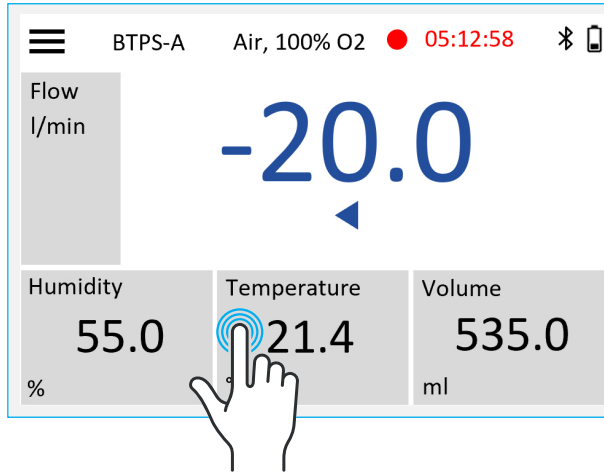 BTPS-A Air, 100% O2 05:12:58
Flow
l/min
-20.0
Humidity Temperature Volume
55.0 21.4 535.0
% ml